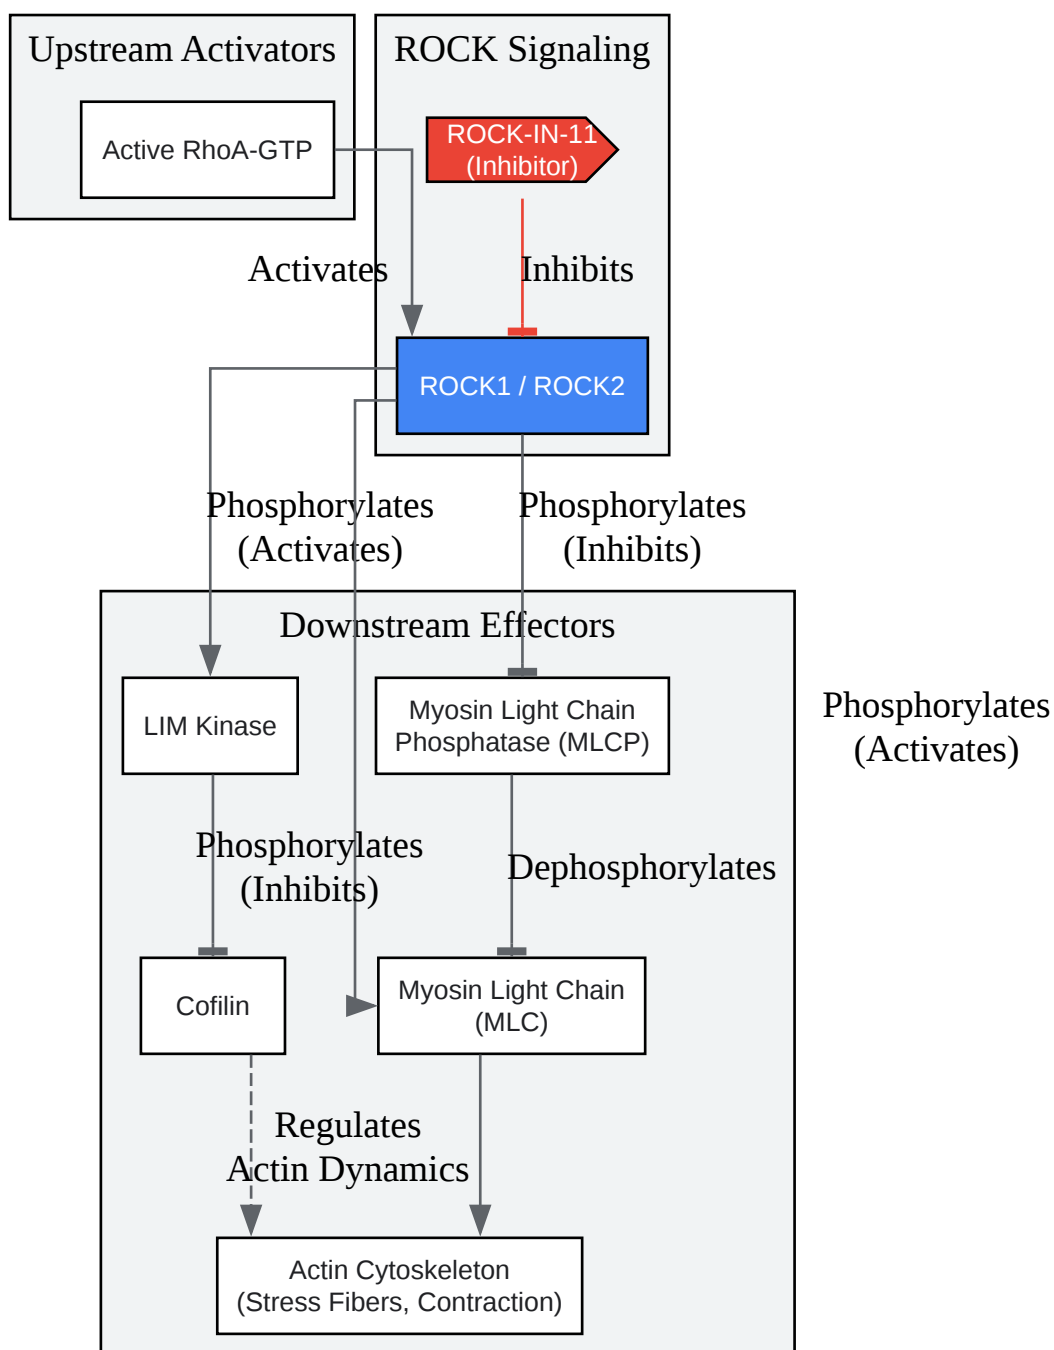 Upstream Activators
ROCK Signaling
Active RhoA-GTP
ROCK-IN-11
(Inhibitor)
Activates
Inhibits
ROCK1 / ROCK2
Phosphorylates
(Activates)
Phosphorylates
(Inhibits)
Downstream Effectors
LIM Kinase
Myosin Light Chain
Phosphatase (MLCP)
Phosphorylates
(Activates)
Phosphorylates
(Inhibits)
Dephosphorylates
Cofilin
Myosin Light Chain
(MLC)
Regulates
Actin Dynamics
Actin Cytoskeleton
(Stress Fibers, Contraction)